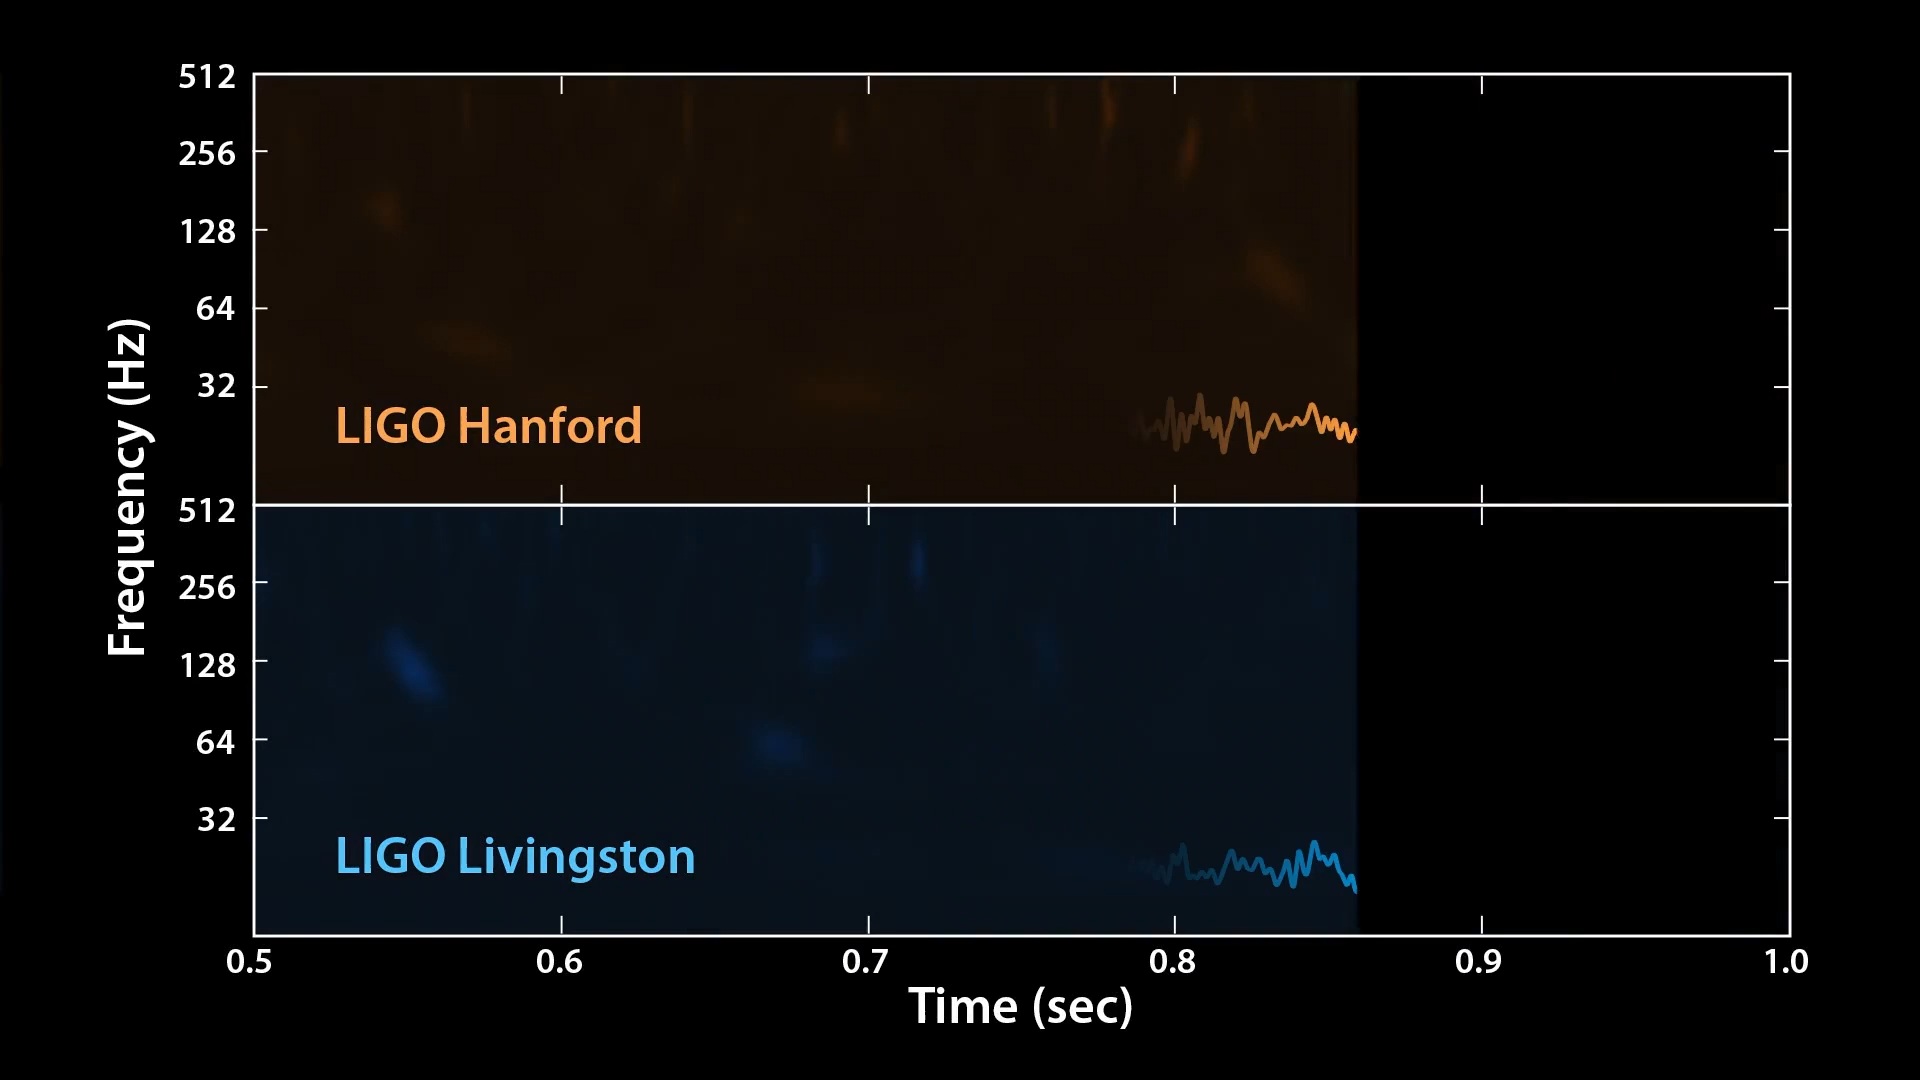 512
256
128
64
32
LIGO Hanford
512
256
128
64
32
LIGO Livingston
Frequency (Hz)
0.5 0.6 0.7 0.8 0.9 1.0
Time (sec)